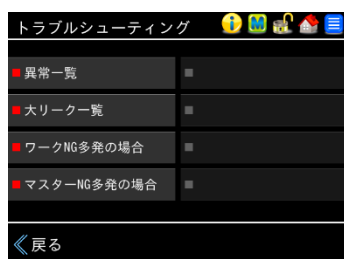 トラブルシューティング
異常一覧
大リーク一覧
ワークNG多発の場合
マスターNG多発の場合
戻る